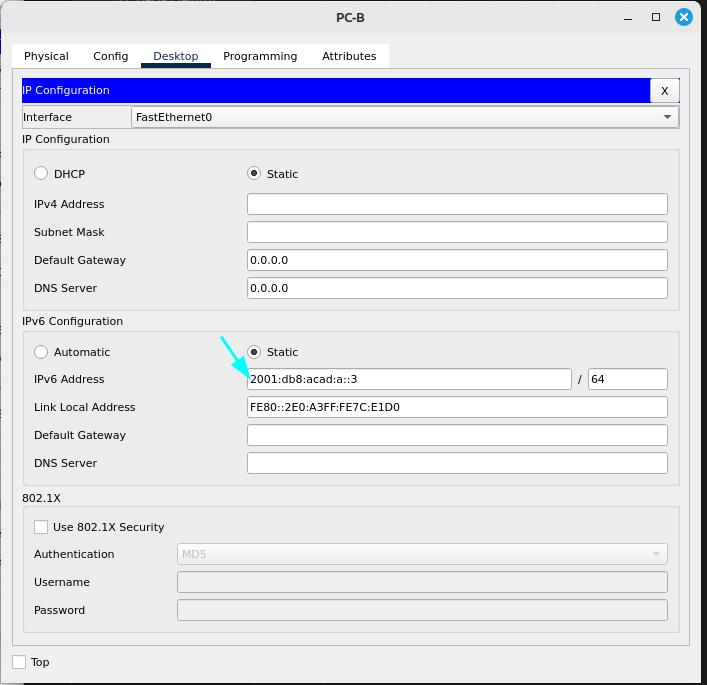 PC-B
Physical Config Desktop Programming Attributes
IP Configuration X
Interface FastEthernet0
IP Configuration
DHCP Static
IPv4 Address
Subnet Mask
Default Gateway 0.0.0.0
DNS Server 0.0.0.0
IPv6 Configuration
Automatic Static
IPv6 Address 2001:db8:acad:a::3 / 64
Link Local Address FE80::2E0:A3FF:FE7C:E1D0
Default Gateway
DNS Server
802.1X
Use 802.1X Security
Authentication MD5
Username
Password
Top